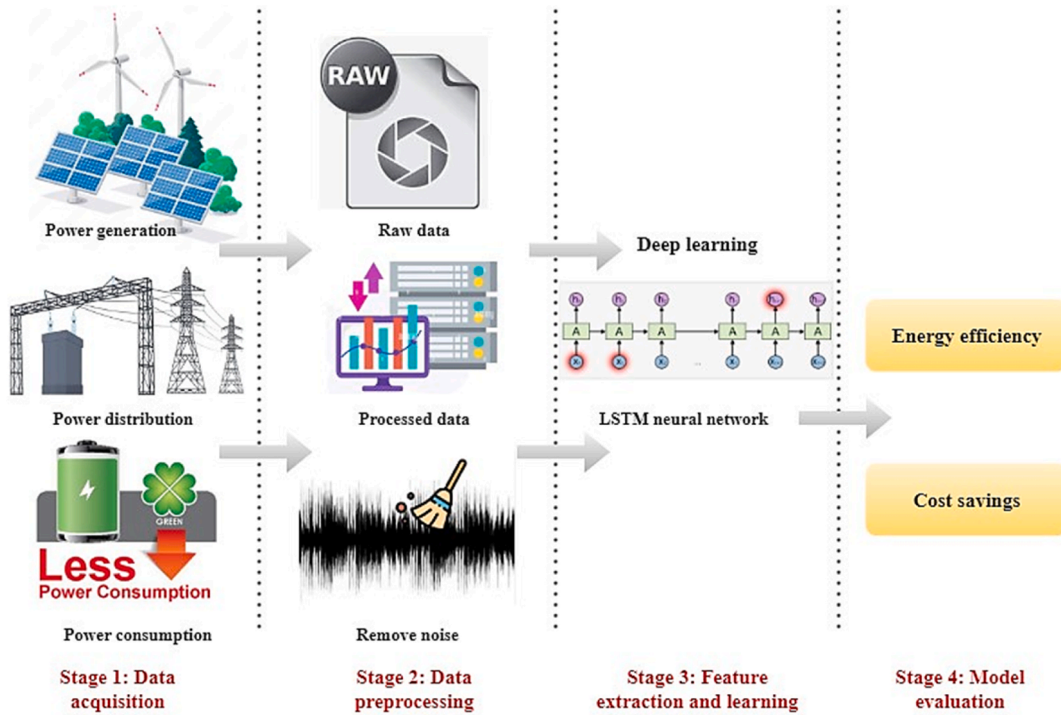 RAW
Power generation
Raw data
Deep learning
A A A A A A
Energy efficiency
Power distribution
Processed data
LSTM neural network
GREEN
Less
Power Consumption
Cost savings
Power consumption
Remove noise
Stage 1: Data
acquisition
Stage 2: Data
preprocessing
Stage 3: Feature
extraction and learning
Stage 4: Model
evaluation